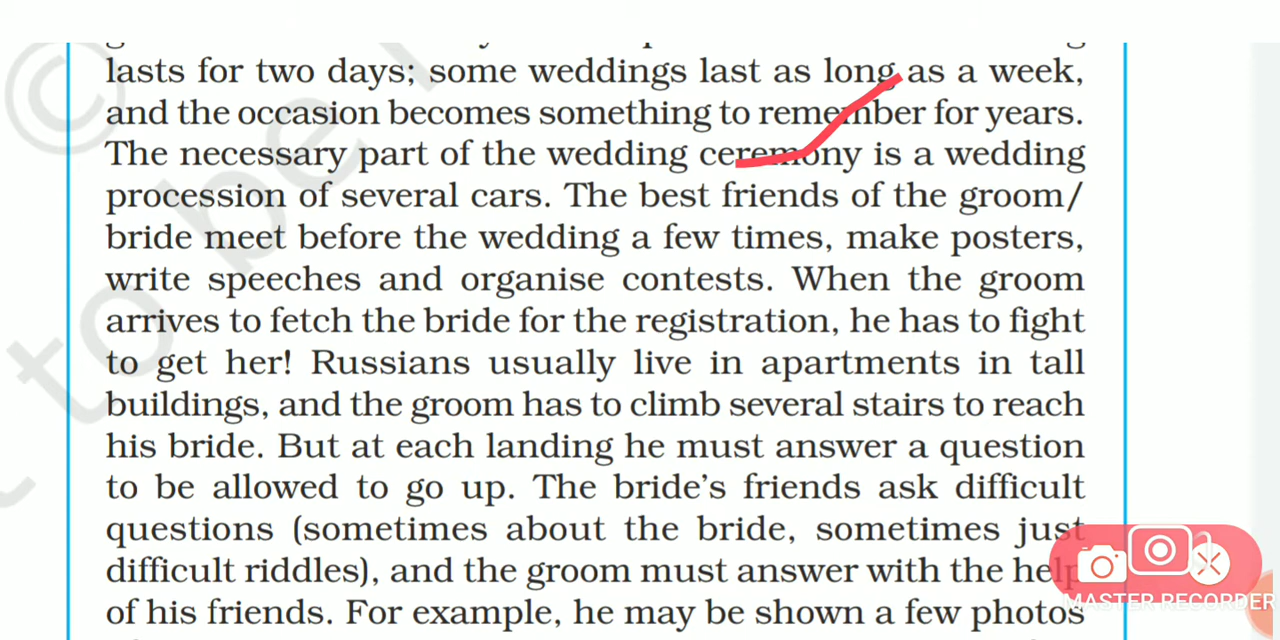 lasts for two days; some weddings last as long as a week,
and the occasion becomes something to remember for years.
The necessary part of the wedding ceremony is a wedding
procession of several cars. The best friends of the groom/
bride meet before the wedding a few times, make posters,
write speeches and organise contests. When the groom
arrives to fetch the bride for the registration, he has to fight
to get her! Russians usually live in apartments in tall
buildings, and the groom has to climb several stairs to reach
his bride. But at each landing he must answer a question
to be allowed to go up. The bride's friends ask difficult
questions (sometimes about the bride, sometimes just
difficult riddles), and the groom must answer with the help
of his friends. For example, he may be shown a few photos
MASTER RECORDER
©
t to be r